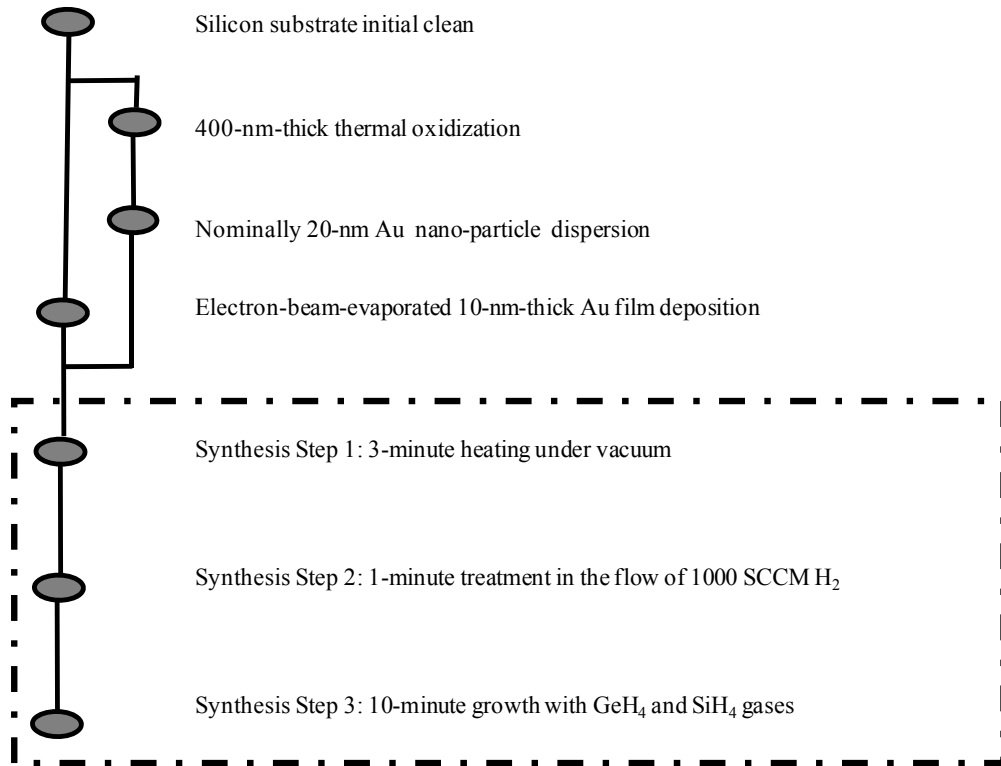 Silicon substrate initial clean
400-nm-thick thermal oxidization
Nominally 20-nm Au nano-particle dispersion
Electron-beam-evaporated 10-nm-thick Au film deposition
Synthesis Step 1: 3-minute heating under vacuum
Synthesis Step 2: 1-minute treatment in the flow of 1000 SCCM H₂
Synthesis Step 3: 10-minute growth with GeH₄ and SiH₄ gases